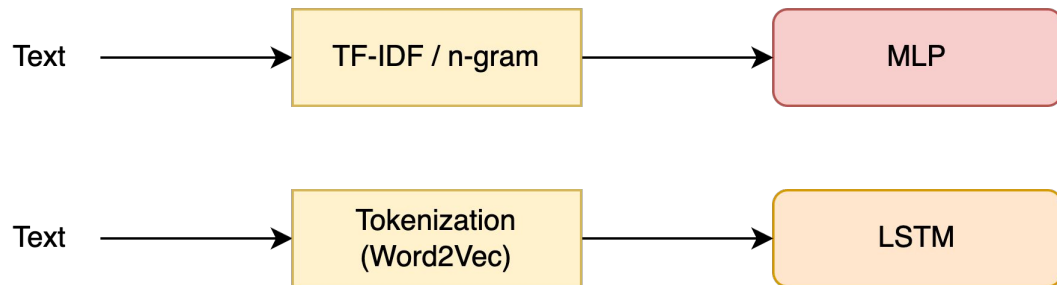 Text
TF-IDF / n-gram
MLP
Text
Tokenization
(Word2Vec)
LSTM